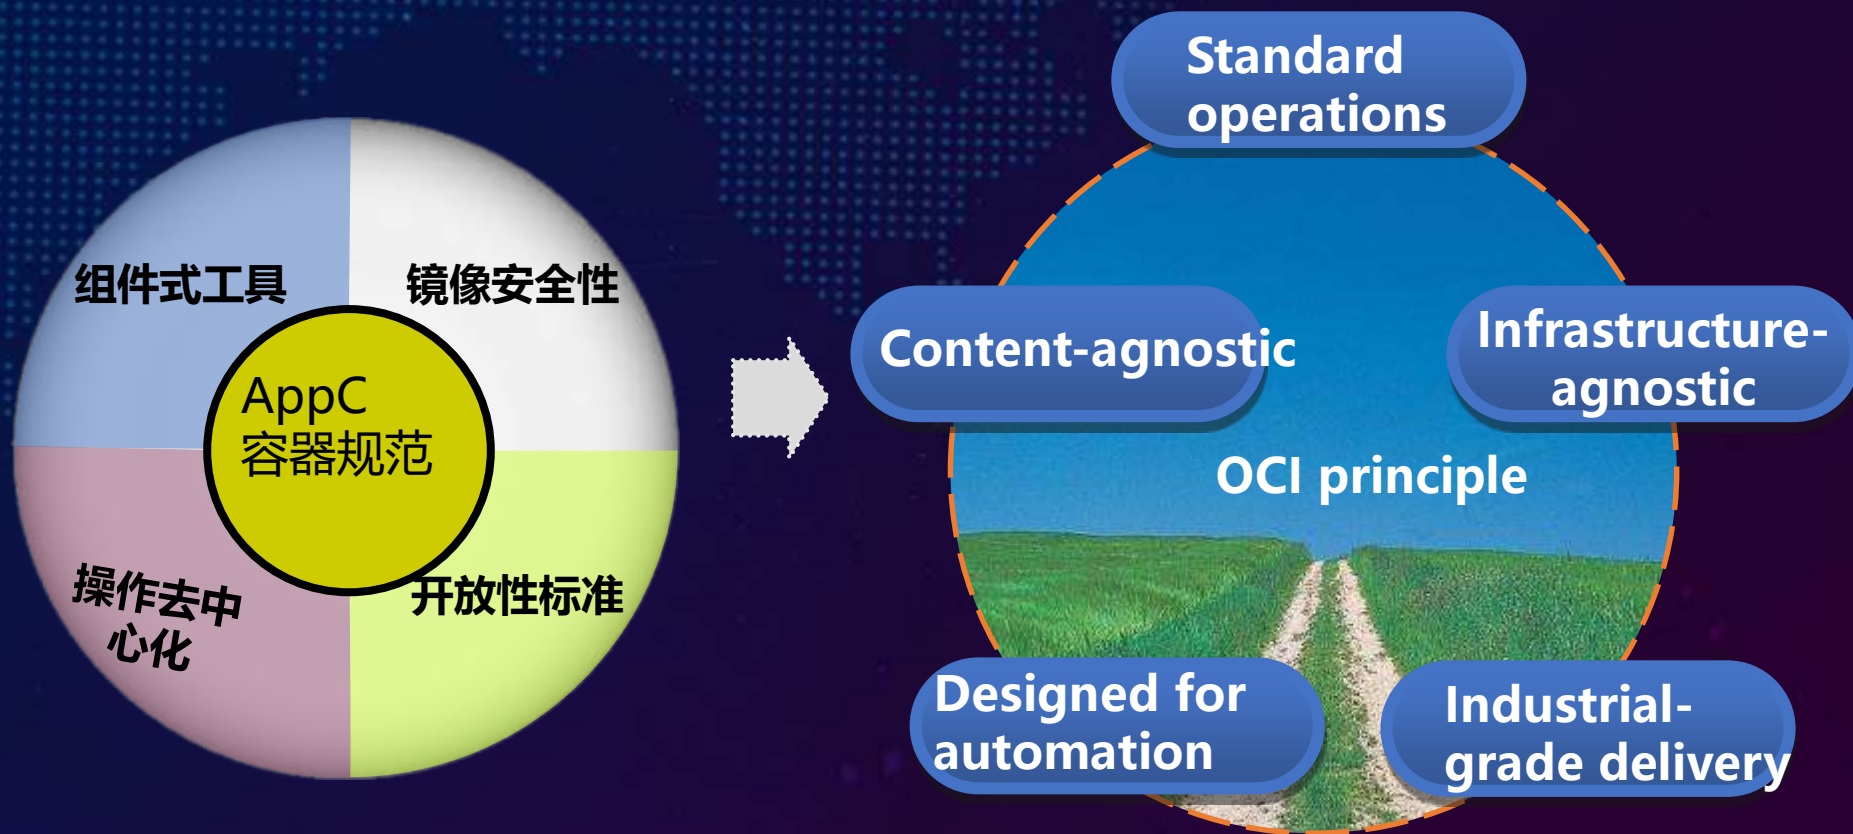 组件式工具
镜像安全性
AppC
容器规范
操作去中
心化
开放性标准
Standard
operations
Content-agnostic
Infrastructure-
agnostic
OCI principle
Designed for
automation
Industrial-
grade delivery